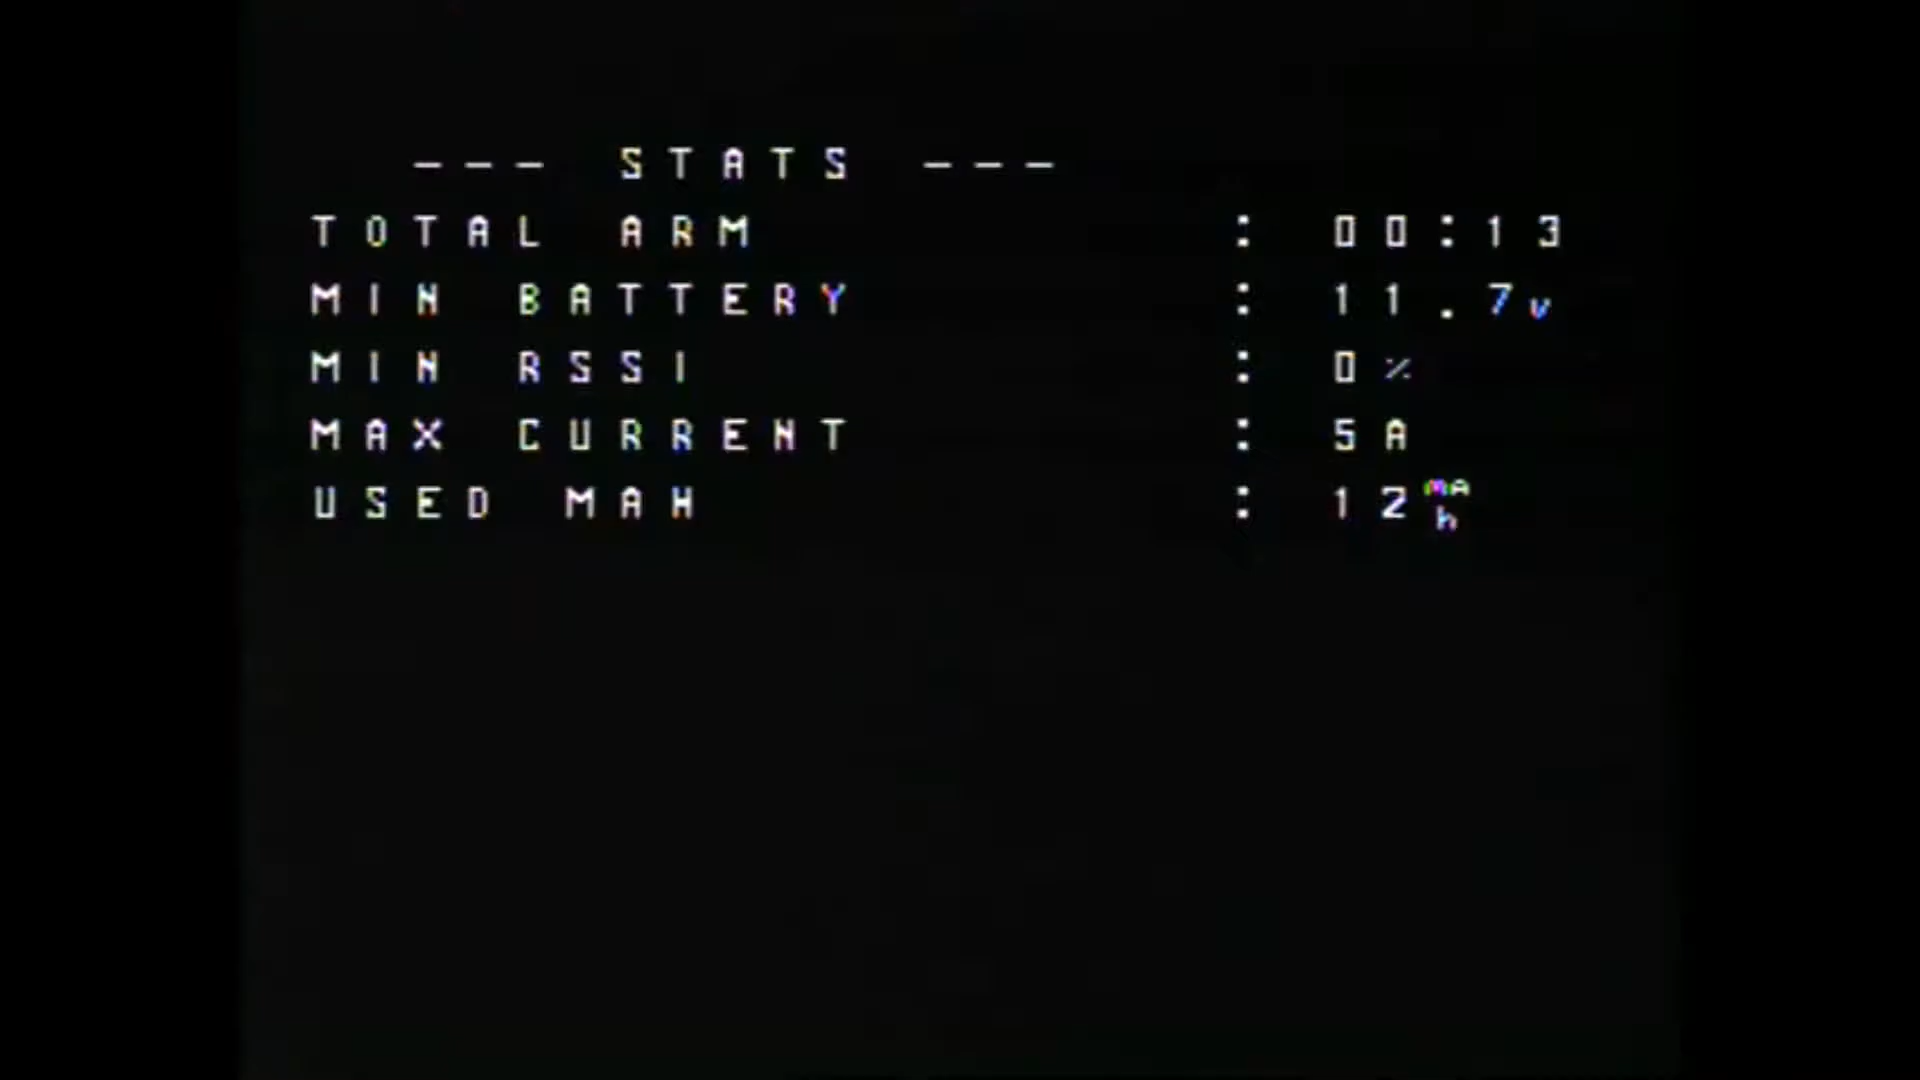 --- STATS ---
TOTAL ARM : 00:13
MIN BATTERY : 11.7v
MIN RSSI : 0%
MAX CURRENT : 5A
USED MAH : 12mAh